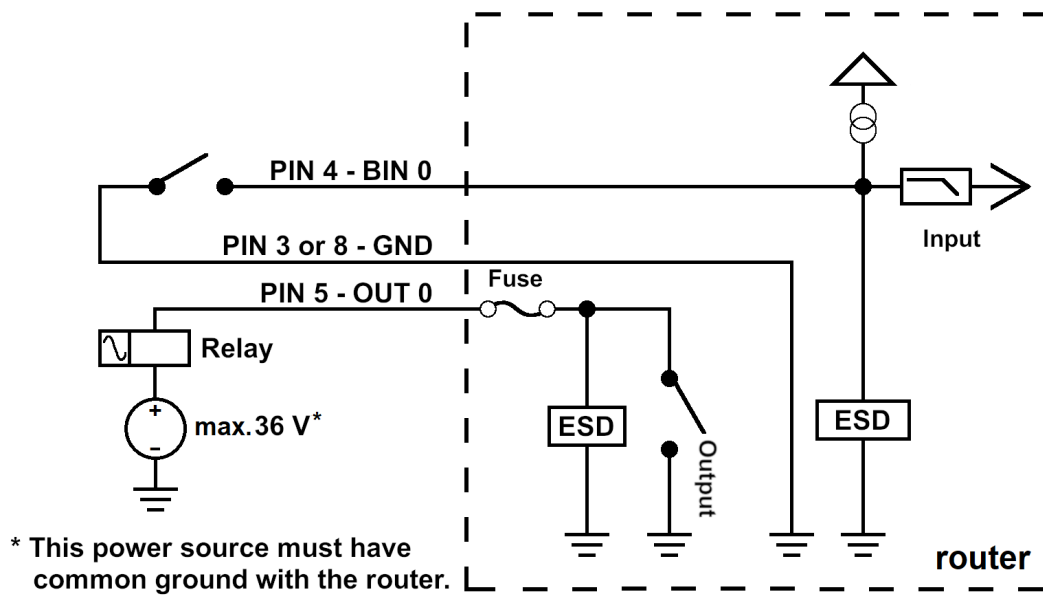 PIN 4 - BIN 0
Input
PIN 3 or 8 - GND
Fuse
PIN 5 - OUT 0
Relay
+
max. 36 V*
−
ESD
ESD
Output
* This power source must have
common ground with the router.
router